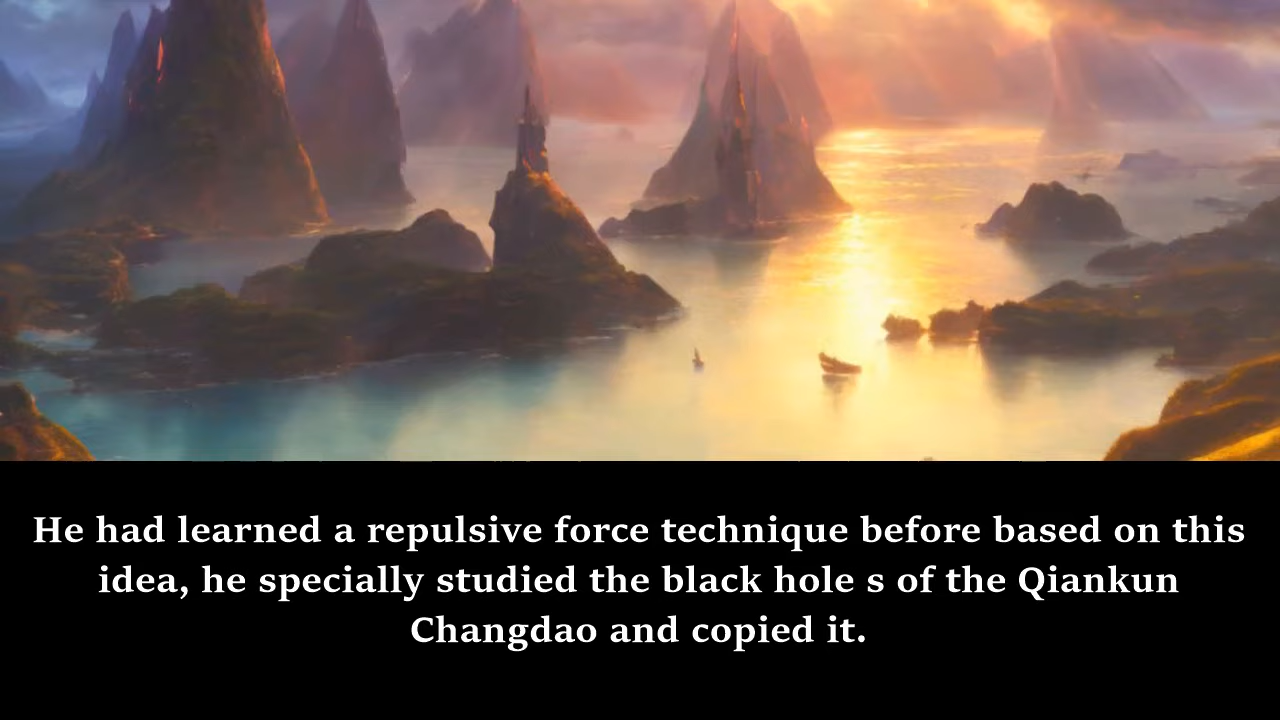 He had learned a repulsive force technique before based on this
idea, he specially studied the black hole s of the Qiankun
Changdao and copied it.